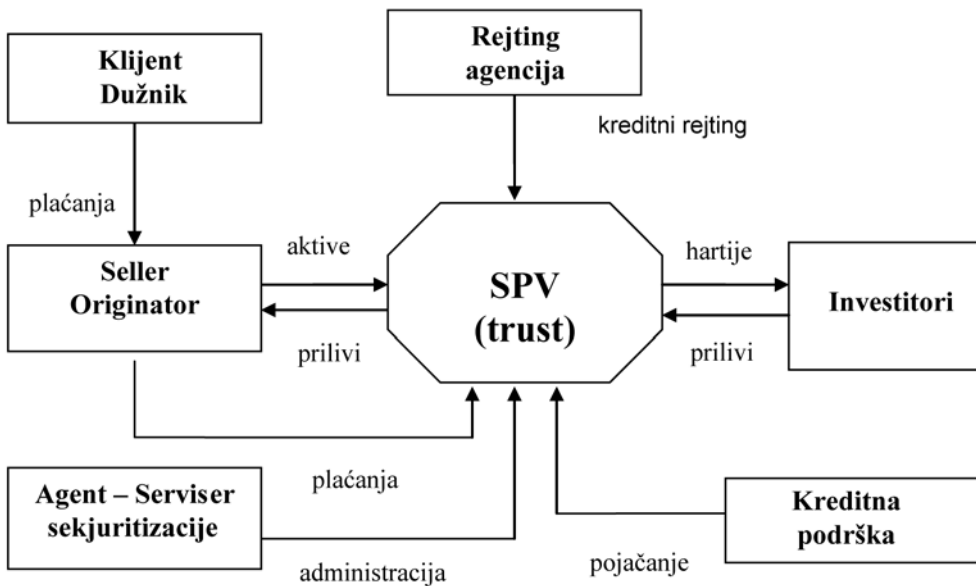 Klijent
Dužnik
Rejting
agencija
kreditni rejting
plaćanja
Seller
Originator
aktive
prilivi
SPV
(trust)
hartije
prilivi
Investitori
plaćanja
Agent – Serviser
sekjuritizacije
administracija
pojačanje
Kreditna
podrška